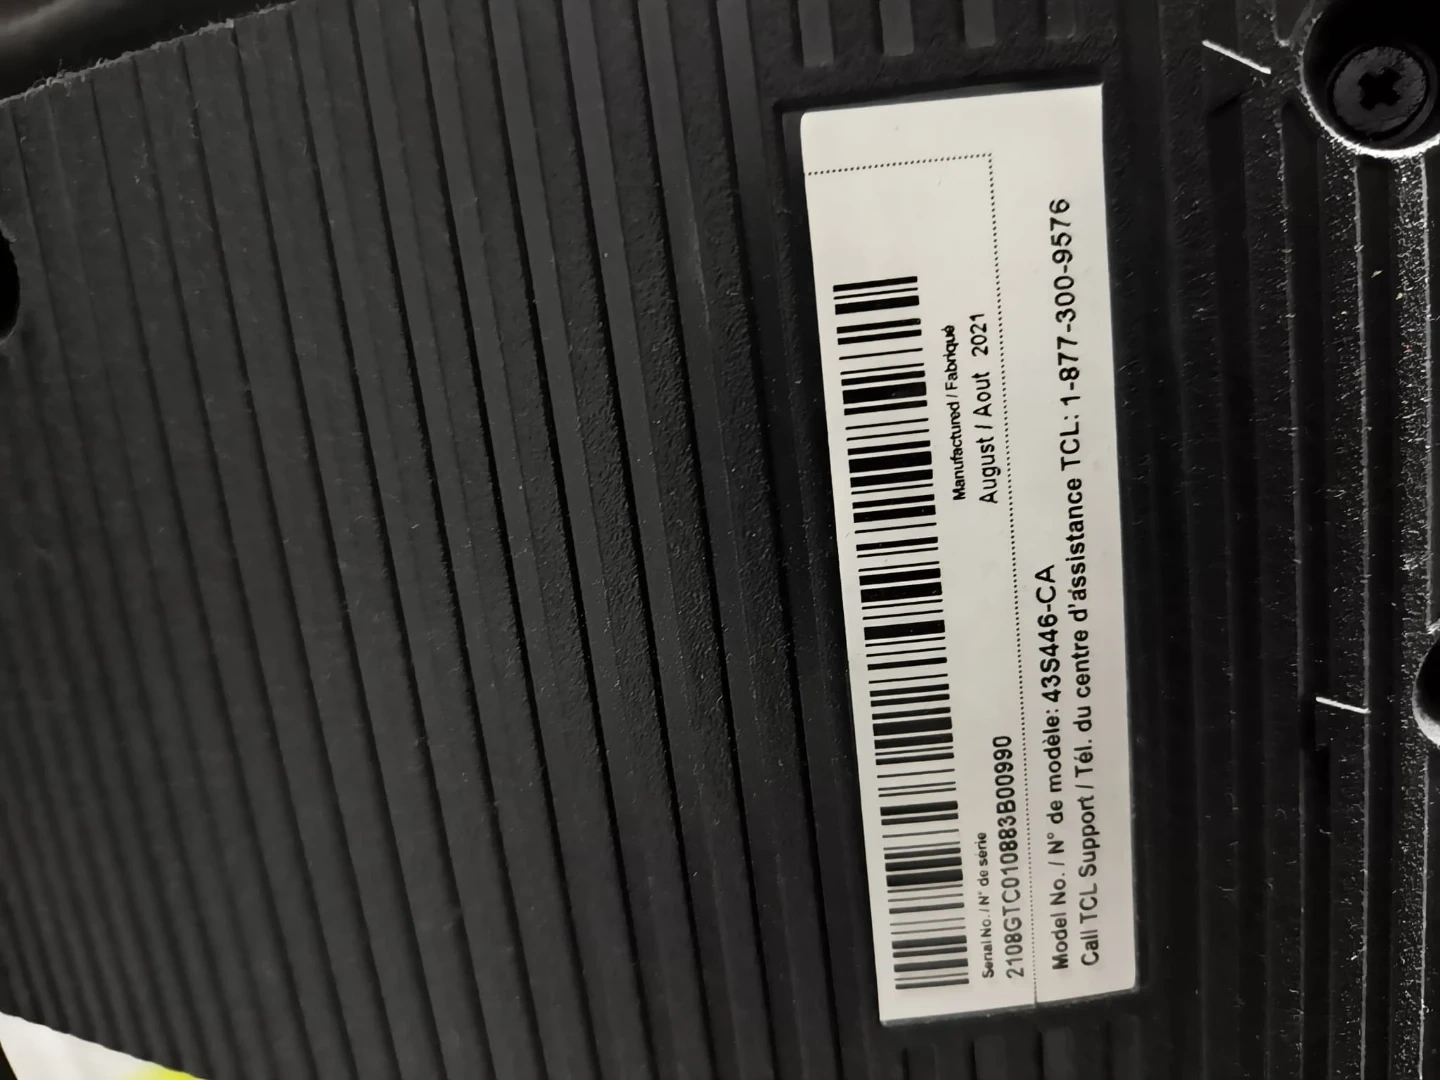 Manufactured / Fabriqué
August / Aout 2021
Serial No. / N° de série
2108GTC010883B00990
Model No. / N° de modèle: 43S446-CA
Call TCL Support / Tél. du centre d'ássistance TCL: 1-877-300-9576